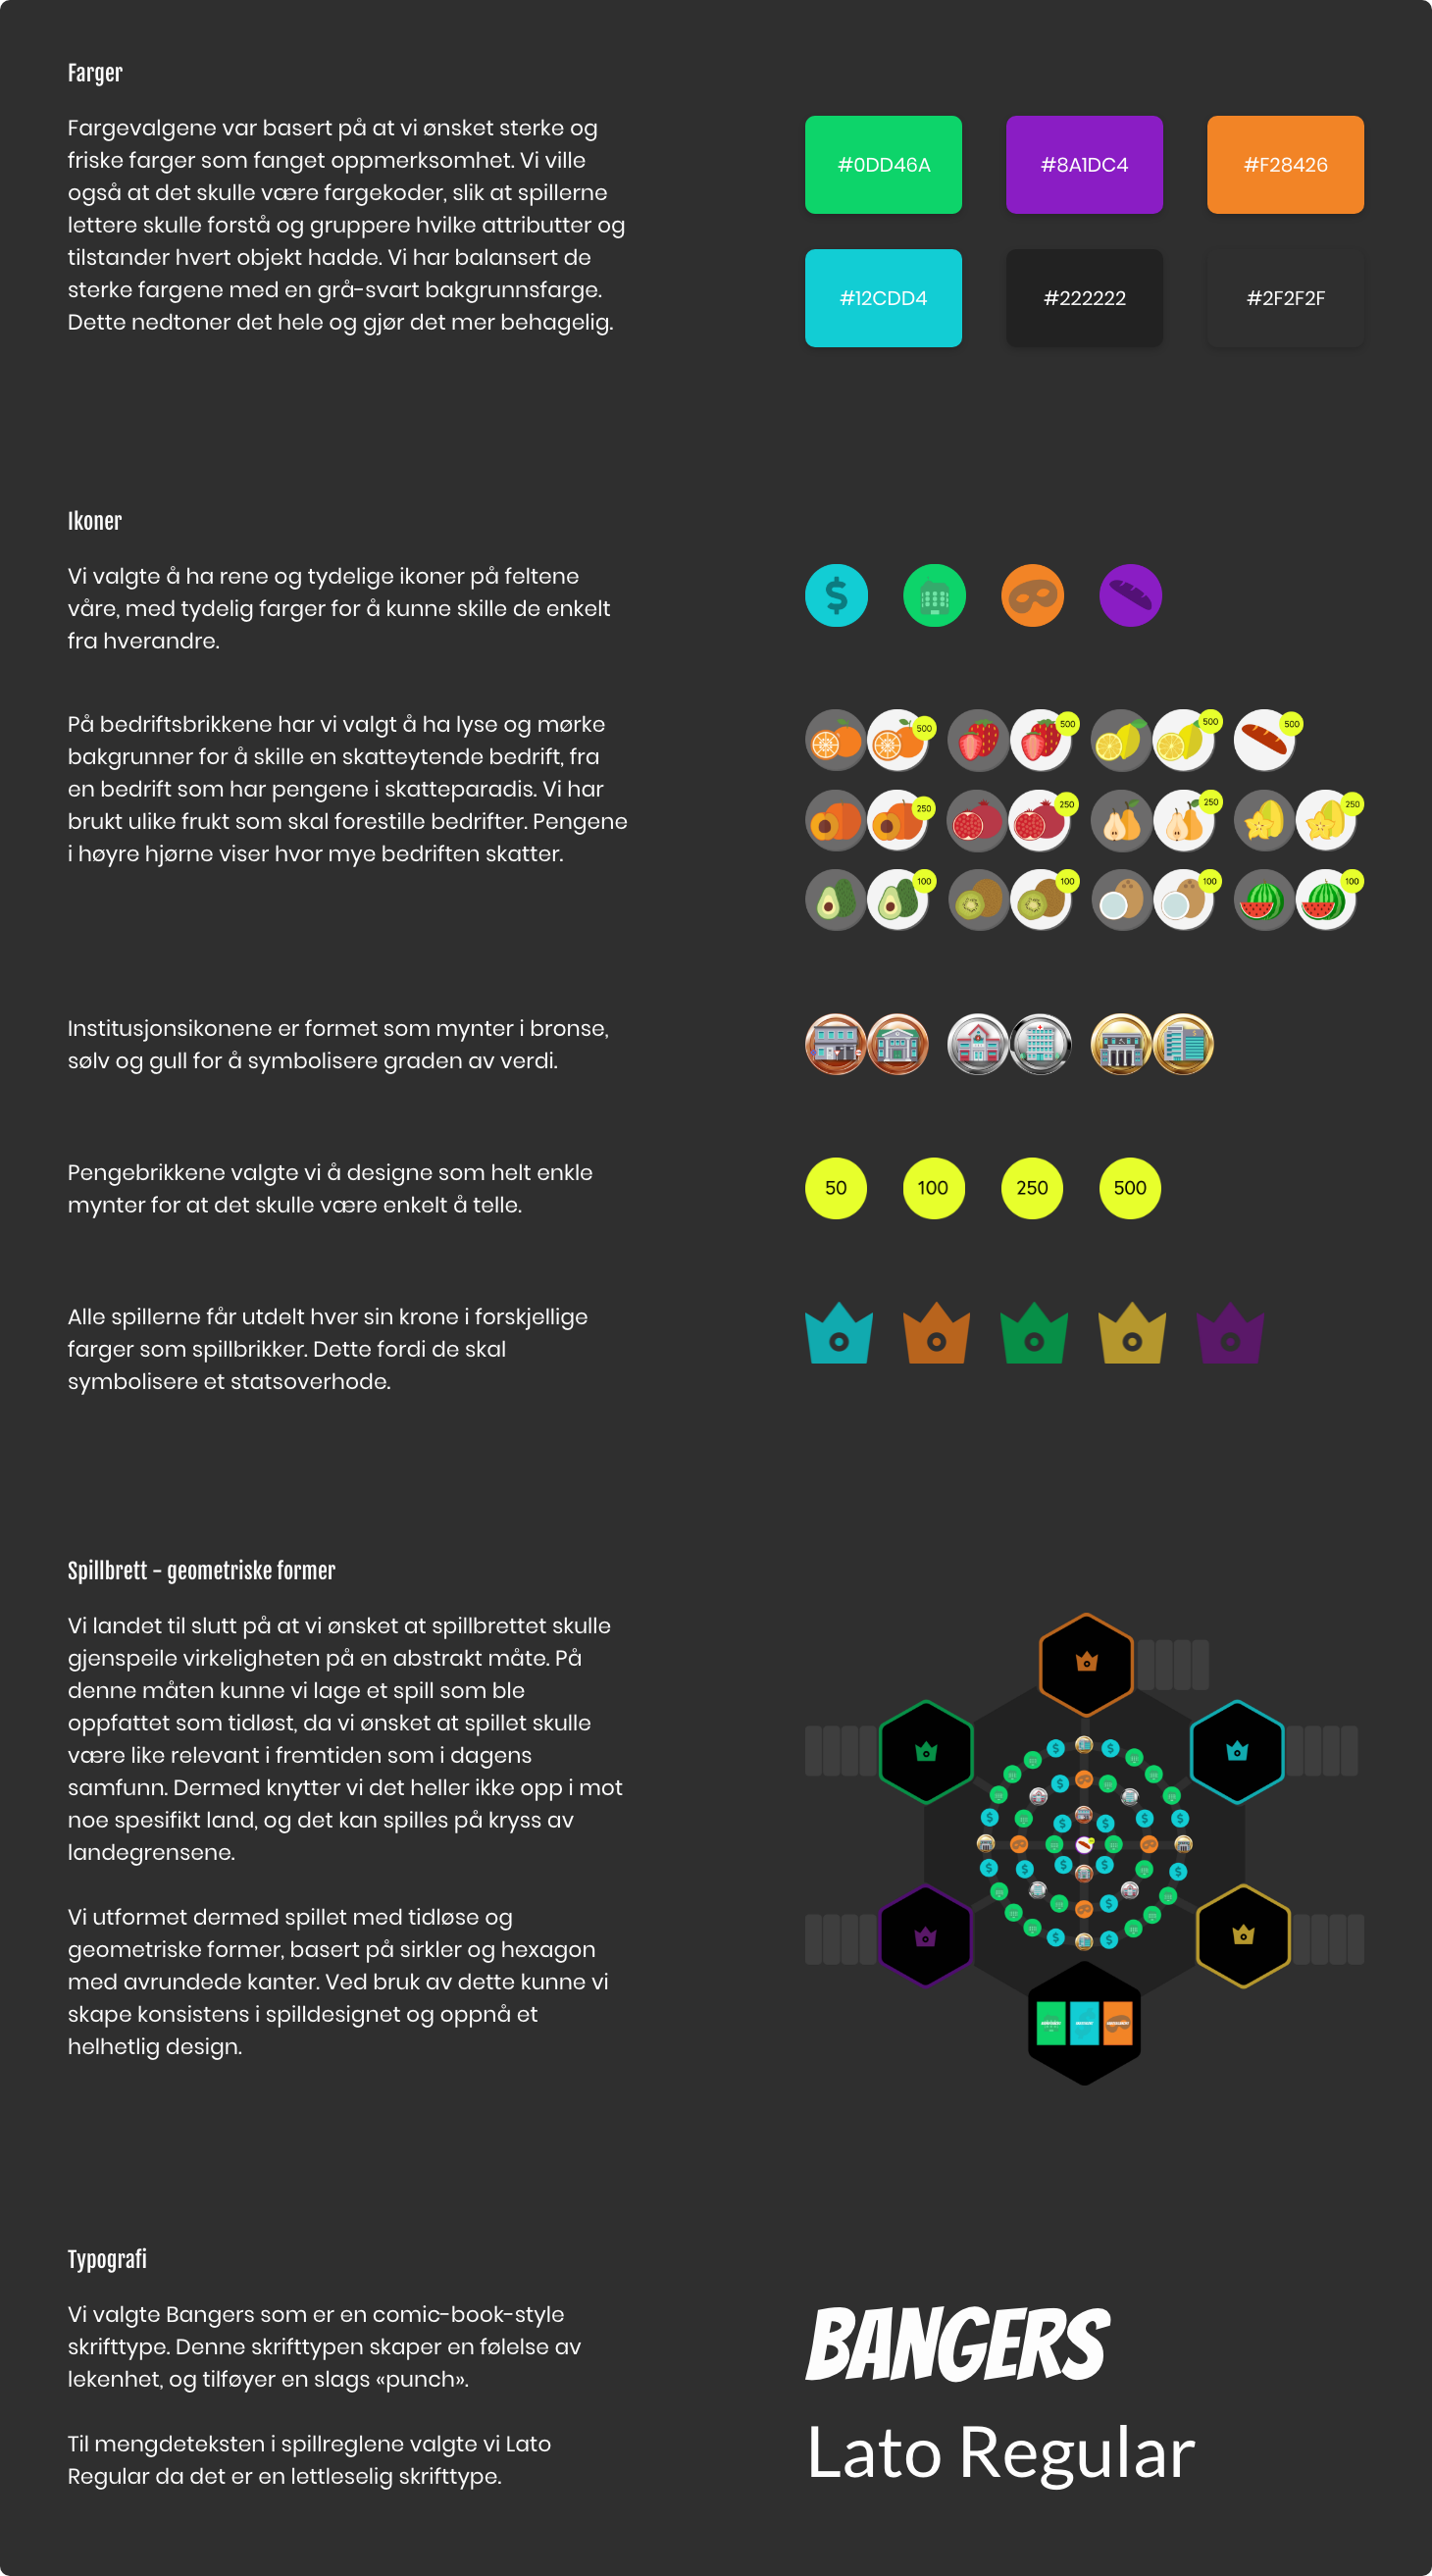 Farger
Fargevalgene var basert på at vi ønsket sterke og
friske farger som fanget oppmerksomhet. Vi ville
også at det skulle være fargekoder, slik at spillerne
lettere skulle forstå og gruppere hvilke attributter og
tilstander hvert objekt hadde. Vi har balansert de
sterke fargene med en grå-svart bakgrunnsfarge.
Dette nedtoner det hele og gjør det mer behagelig.
#0DD46A
#8A1DC4
#F28426
#12CDD4
#222222
#2F2F2F
Ikoner
Vi valgte å ha rene og tydelige ikoner på feltene
våre, med tydelig farger for å kunne skille de enkelt
fra hverandre.
$
På bedriftsbrikkene har vi valgt å ha lyse og mørke
bakgrunner for å skille en skatteytende bedrift, fra
en bedrift som har pengene i skatteparadis. Vi har
brukt ulike frukt som skal forestille bedrifter. Pengene
i høyre hjørne viser hvor mye bedriften skatter.
500
500
500
500
250
250
250
250
100
100
100
100
Institusjonsikonene er formet som mynter i bronse,
sølv og gull for å symbolisere graden av verdi.
Pengebrikkene valgte vi å designe som helt enkle
mynter for at det skulle være enkelt å telle.
50
100
250
500
Alle spillerne får utdelt hver sin krone i forskjellige
farger som spillbrikker. Dette fordi de skal
symbolisere et statsoverhode.
Spillbrett - geometriske former
Vi landet til slutt på at vi ønsket at spillbrettet skulle
gjenspeile virkeligheten på en abstrakt måte. På
denne måten kunne vi lage et spill som ble
oppfattet som tidløst, da vi ønsket at spillet skulle
være like relevant i fremtiden som i dagens
samfunn. Dermed knytter vi det heller ikke opp i mot
noe spesifikt land, og det kan spilles på kryss av
landegrensene.
Vi utformet dermed spillet med tidløse og
geometriske former, basert på sirkler og hexagon
med avrundede kanter. Ved bruk av dette kunne vi
skape konsistens i spilldesignet og oppnå et
helhetlig design.
Typografi
Vi valgte Bangers som er en comic-book-style
skrifttype. Denne skrifttypen skaper en følelse av
lekenhet, og tilføyer en slags «punch».
Til mengdeteksten i spillreglene valgte vi Lato
Regular da det er en lettleselig skrifttype.
BANGERS
Lato Regular